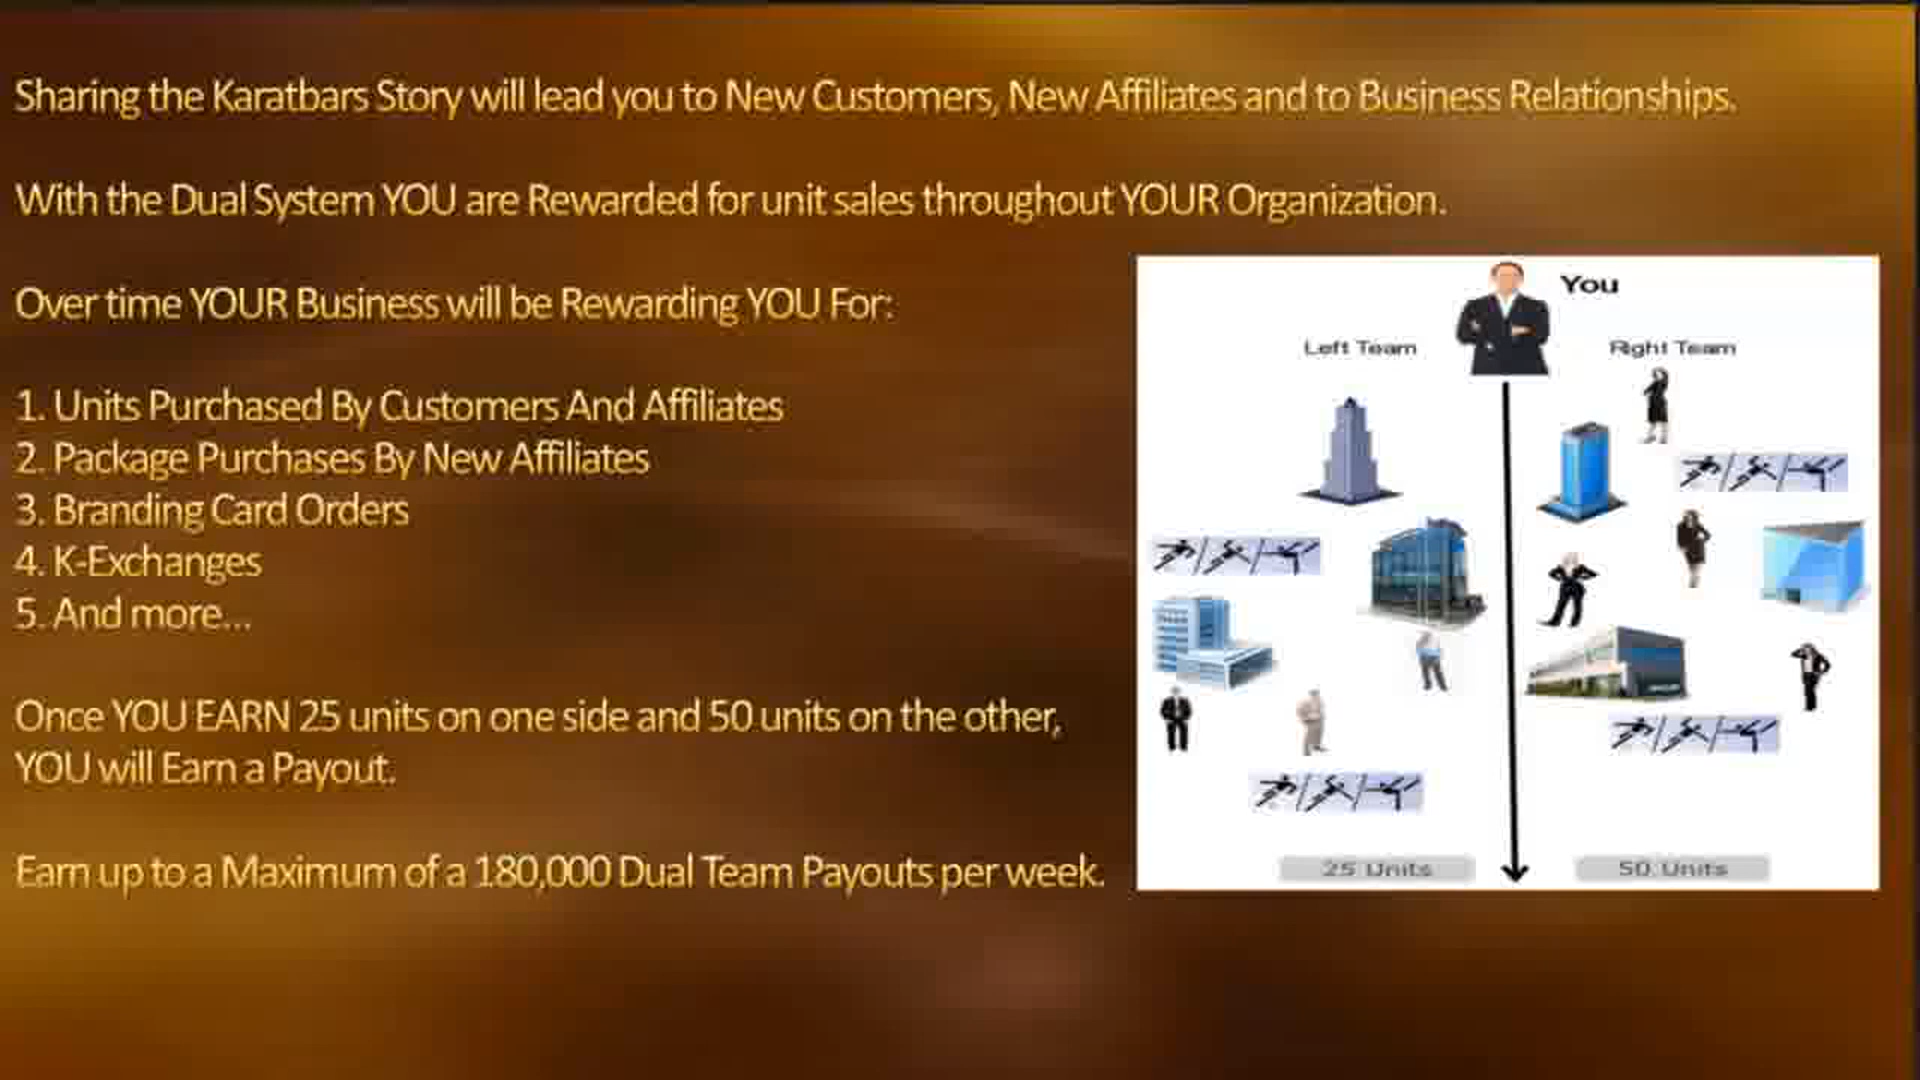 Sharing the Karatbars Story will lead you to New Customers, New Affiliates and to Business Relationships.
With the Dual System YOU are Rewarded for unit sales throughout YOUR Organization.
Over time YOUR Business will be Rewarding YOU For:
1. Units Purchased By Customers And Affiliates
2. Package Purchases By New Affiliates
3. Branding Card Orders
4. K-Exchanges
5. And more...
Once YOU EARN 25 units on one side and 50 units on the other,
YOU will Earn a Payout.
Earn up to a Maximum of a 180,000 Dual Team Payouts per week.
You
Left Team
Right Team
25 Units
50 Units